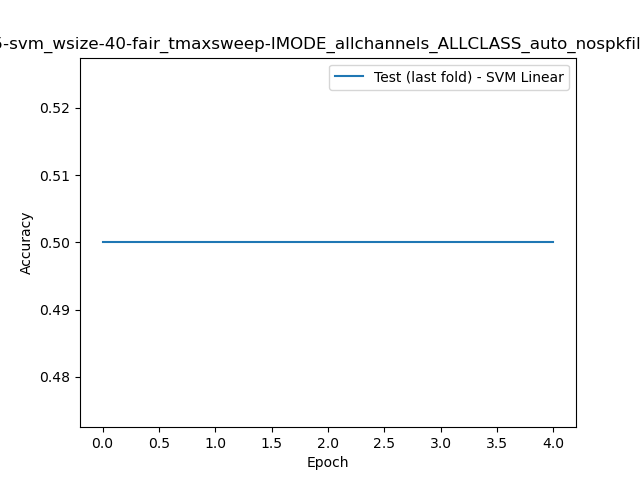 -svm_wsize-40-fair_tmaxsweep-IMODE_allchannels_ALLCLASS_auto_nospkfil
Test (last fold) - SVM Linear
0.52
0.51
0.50
0.49
0.48
Accuracy
0.0 0.5 1.0 1.5 2.0 2.5 3.0 3.5 4.0
Epoch